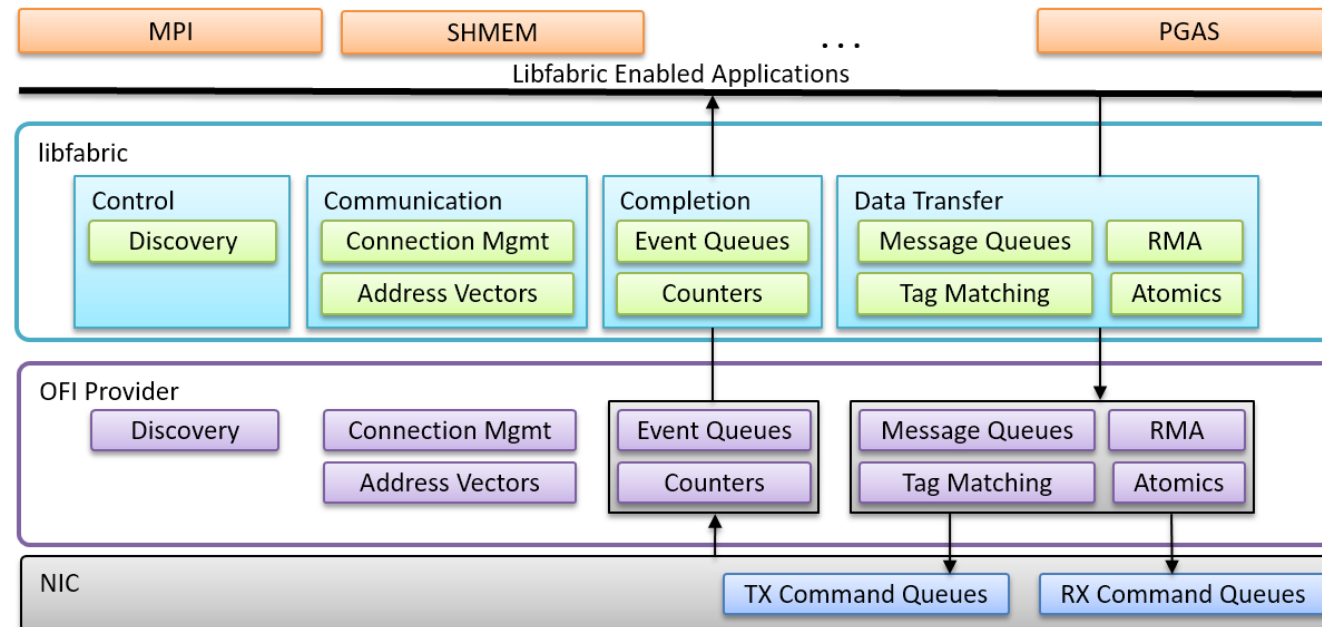 MPI
SHMEM
...
PGAS
Libfabric Enabled Applications
libfabric
Control
Communication
Completion
Data Transfer
Discovery
Connection Mgmt
Event Queues
Message Queues
RMA
Address Vectors
Counters
Tag Matching
Atomics
OFI Provider
Discovery
Connection Mgmt
Event Queues
Message Queues
RMA
Address Vectors
Counters
Tag Matching
Atomics
NIC
TX Command Queues
RX Command Queues